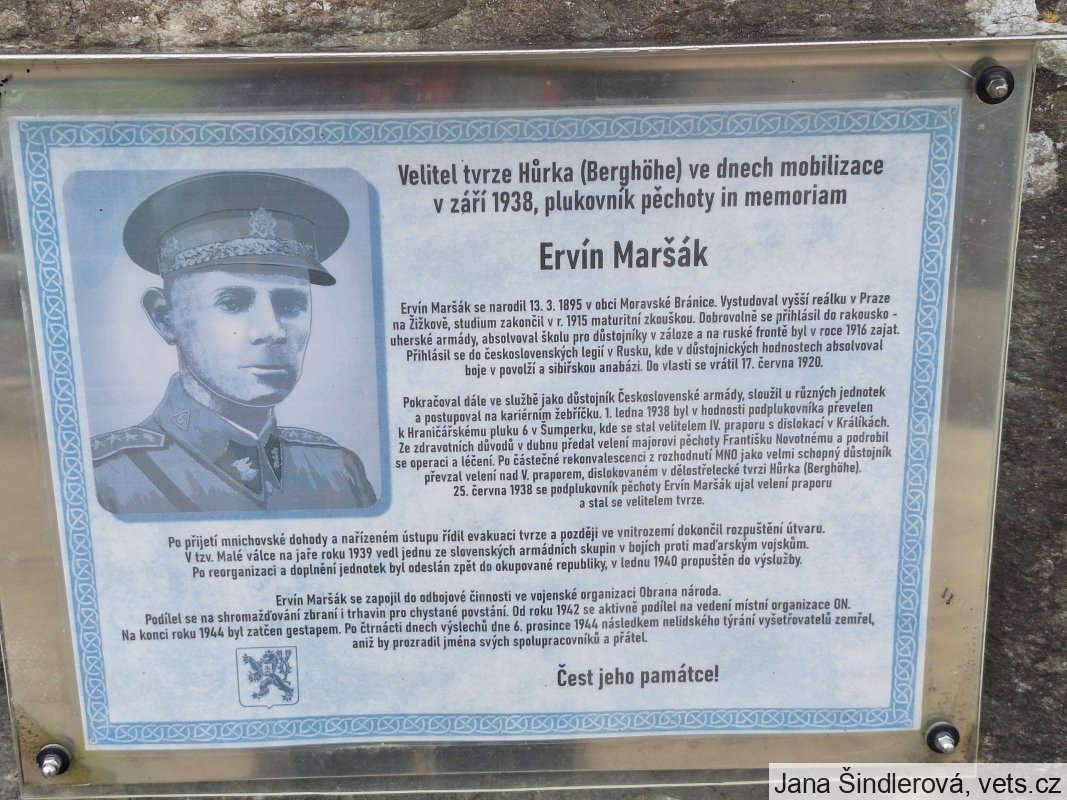 Velitel tvrze Hůrka (Berghöhe) ve dnech mobilizace
v září 1938, plukovník pěchoty in memoriam
Ervín Maršák
Ervín Maršák se narodil 13. 3. 1895 v obci Moravské Bránice. Vystudoval vyšší reálku v Praze
na Žižkově, studium zakončil v r. 1915 maturitní zkouškou. Dobrovolně se přihlásil do rakousko -
uherské armády, absolvoval školu pro důstojníky v záloze a na ruské frontě byl v roce 1916 zajat.
Přihlásil se do československých legií v Rusku, kde v důstojnických hodnostech absolvoval
boje v povolží a sibiřskou anabázi. Do vlasti se vrátil 17. června 1920.
Pokračoval dále ve službě jako důstojník Československé armády, sloužil u různých jednotek
a postupoval na kariérním žebříčku. 1. ledna 1938 byl v hodnosti podplukovníka převelen
k Hraničářskému pluku 6 v Šumperku, kde se stal velitelem IV. praporu s dislokací v Králíkách.
Ze zdravotních důvodů v dubnu předal velení majorovi pěchoty Františku Novotnému a podrobil
se operaci a léčení. Po částečné rekonvalescenci z rozhodnutí MNO jako velmi schopný důstojník
převzal velení nad V. praporem, dislokovaném v dělostřelecké tvrzi Hůrka (Berghöhe).
25. června 1938 se podplukovník pěchoty Ervín Maršák ujal velení praporu
a stal se velitelem tvrze.
Po přijetí mnichovské dohody a nařízeném ústupu řídil evakuaci tvrze a později ve vnitrozemí dokončil rozpuštění útvaru.
V tzv. Malé válce na jaře roku 1939 vedl jednu ze slovenských armádních skupin v bojích proti maďarským vojskům.
Po reorganizaci a doplnění jednotek byl odeslán zpět do okupované republiky, v lednu 1940 propuštěn do výslužby.
Ervín Maršák se zapojil do odbojové činnosti ve vojenské organizaci Obrana národa.
Podílel se na shromažďování zbraní i trhavin pro chystané povstání. Od roku 1942 se aktivně podílel na vedení místní organizace ON.
Na konci roku 1944 byl zatčen gestapem. Po čtrnácti dnech výslechů dne 6. prosince 1944 následkem nelidského týrání vyšetřovatelů zemřel,
aniž by prozradil jména svých spolupracovníků a přátel.
Čest jeho památce!
Jana Šindlerová, vets.cz